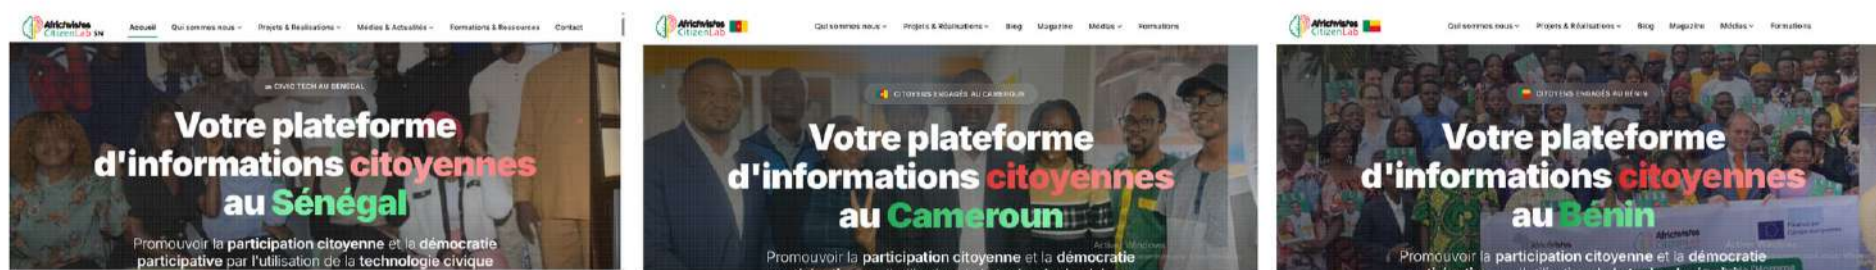 Africtivistes
CitizenLab SN
Accueil Qui sommes nous Projets & Realisations Médias & Actualités Formations & Ressources Contact
CIVIC TECH AU SENEGAL
Votre plateforme
d'informations citoyennes
au Sénégal
Promouvoir la participation citoyenne et la démocratie
participative par l'utilisation de la technologie civique
Africtivistes
CitizenLab
Qui sommes nous Projets & Réalisations Blog Magazine Médias Formations
CITOYENS ENGAGÉS AU CAMEROUN
Votre plateforme
d'informations citoyennes
au Cameroun
Activer Windows
Promouvoir la participation citoyenne et la démocratie
Africtivistes
CitizenLab
Qui sommes nous Projets & Réalisations Blog Magazine Médias Formations
CITOYENS ENGAGÉS AU BÉNIN
Votre plateforme
d'informations citoyennes
au Bénin
Promouvoir la participation citoyenne et la démocratie